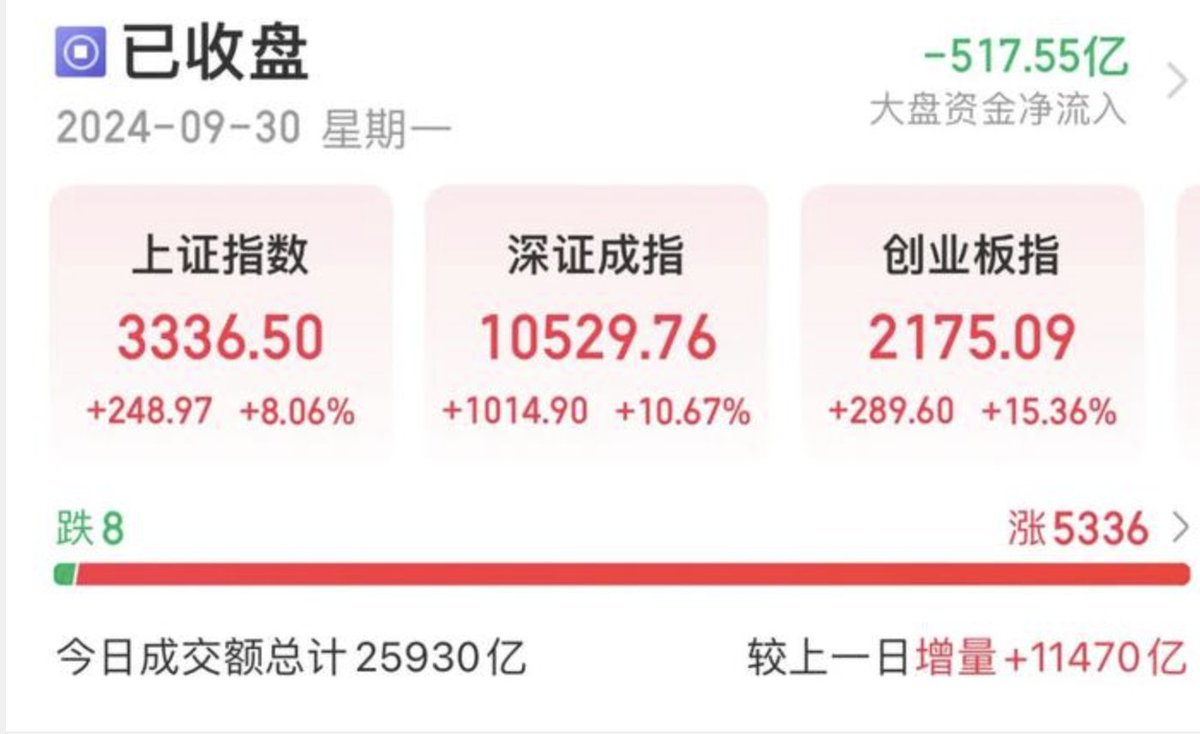 已收盘
-517.55亿
2024-09-30 星期一
大盘资金净流入
上证指数
3336.50
+248.97 +8.06%
深证成指
10529.76
+1014.90 +10.67%
创业板指
2175.09
+289.60 +15.36%
跌8
涨5336
今日成交额总计25930亿
较上一日增量+11470亿